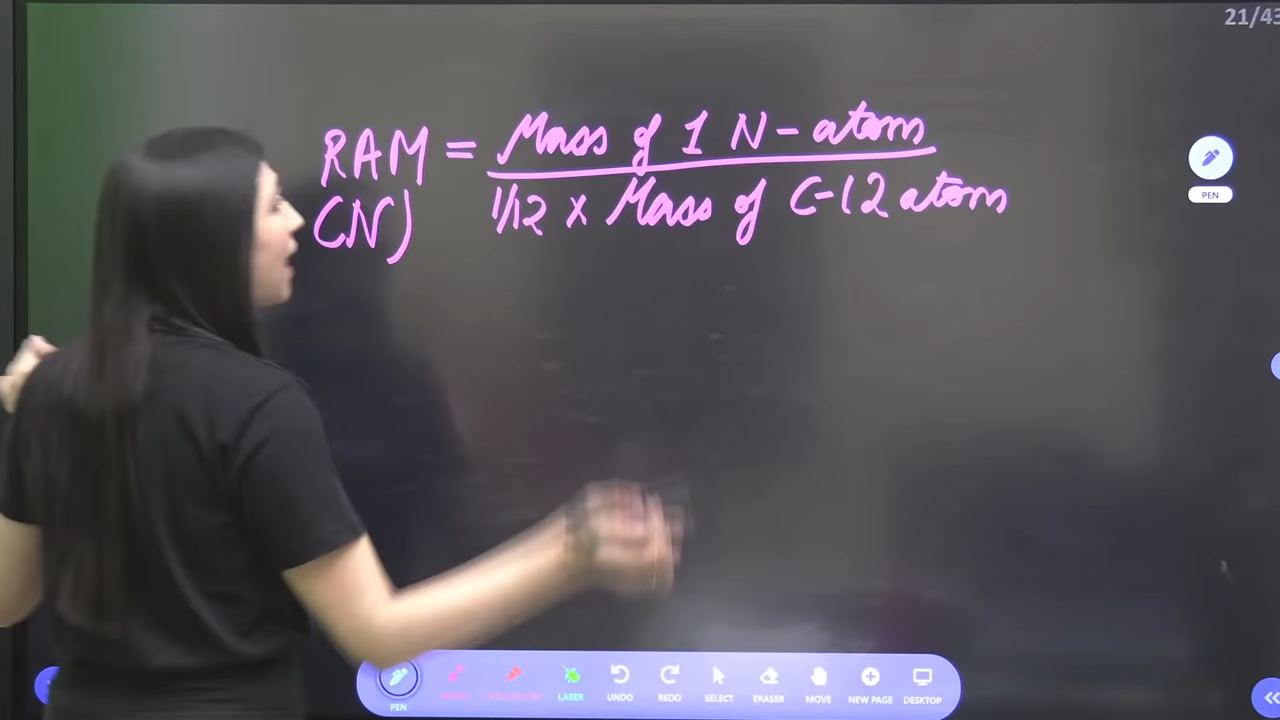 21/43
RAM = Mass of 1 N-atom
(N) 1/12 x Mass of C-12 atom
PEN
PEN
LASER
UNDO
REDO
SELECT
ERASER
MOVE
NEW PAGE
DESKTOP